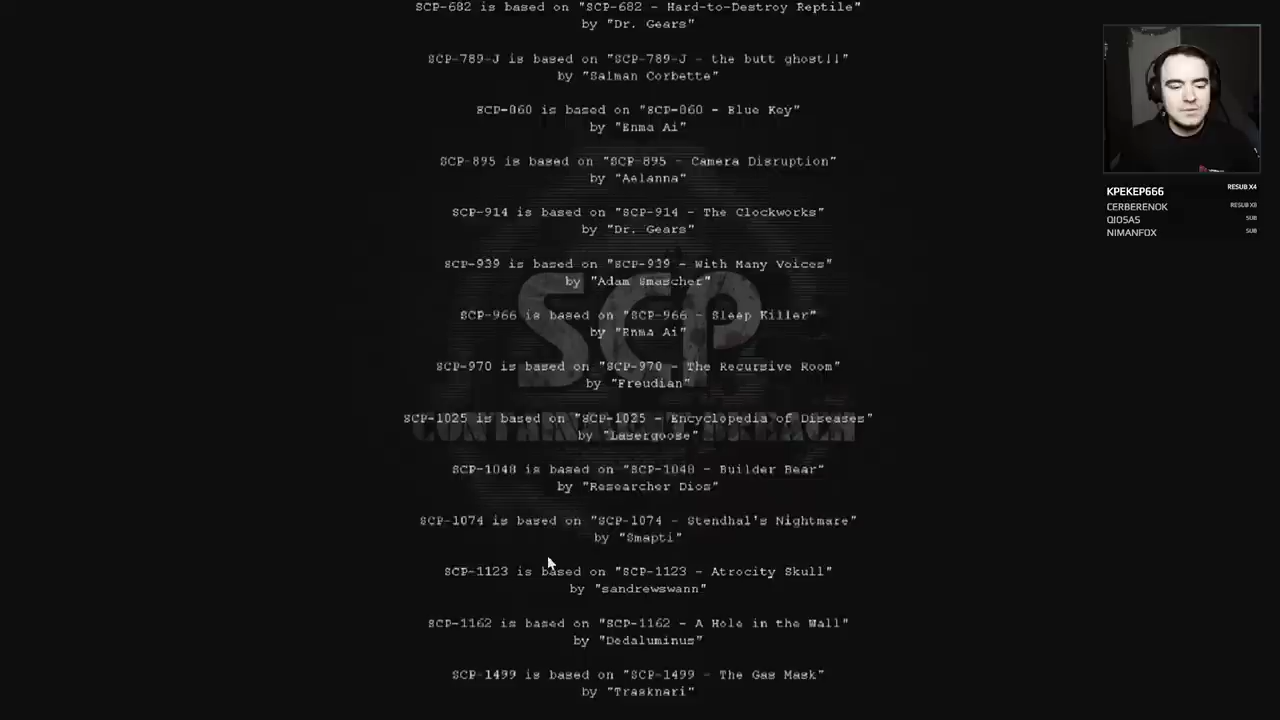 SCP-682 is based on "SCP-682 - Hard-to-Destroy Reptile"
by "Dr. Gears"
SCP-789-J is based on "SCP-789-J - the butt ghost!!"
by "Salman Corbette"
SCP-860 is based on "SCP-860 - Blue Key"
by "Enma Ai"
SCP-895 is based on "SCP-895 - Camera Disruption"
by "Aelanna"
SCP-914 is based on "SCP-914 - The Clockworks"
by "Dr. Gears"
SCP-939 is based on "SCP-939 - With Many Voices"
by "Adam Smascher"
SCP-966 is based on "SCP-966 - Sleep Killer"
by "Enma Ai"
SCP-970 is based on "SCP-970 - The Recursive Room"
by "Freudian"
SCP-1025 is based on "SCP-1025 - Encyclopedia of Diseases"
by "Lasergoose"
SCP-1048 is based on "SCP-1048 - Builder Bear"
by "Researcher Dios"
SCP-1074 is based on "SCP-1074 - Stendhal's Nightmare"
by "Smapti"
SCP-1123 is based on "SCP-1123 - Atrocity Skull"
by "sandrewswann"
SCP-1162 is based on "SCP-1162 - A Hole in the Wall"
by "Dedaluminus"
SCP-1499 is based on "SCP-1499 - The Gas Mask"
by "Trasknari"
SCP
CONTAINMENT BREACH
KPEKEP666 RESUB X4
CERBERENOK RESUB X8
QIOSAS SUB
NIMANFOX SUB